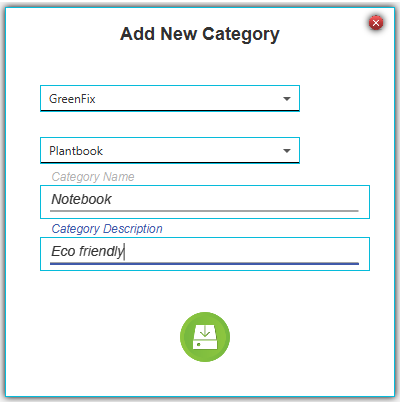 Add New Category
GreenFix
Plantbook
Category Name
Notebook
Category Description
Eco friendly